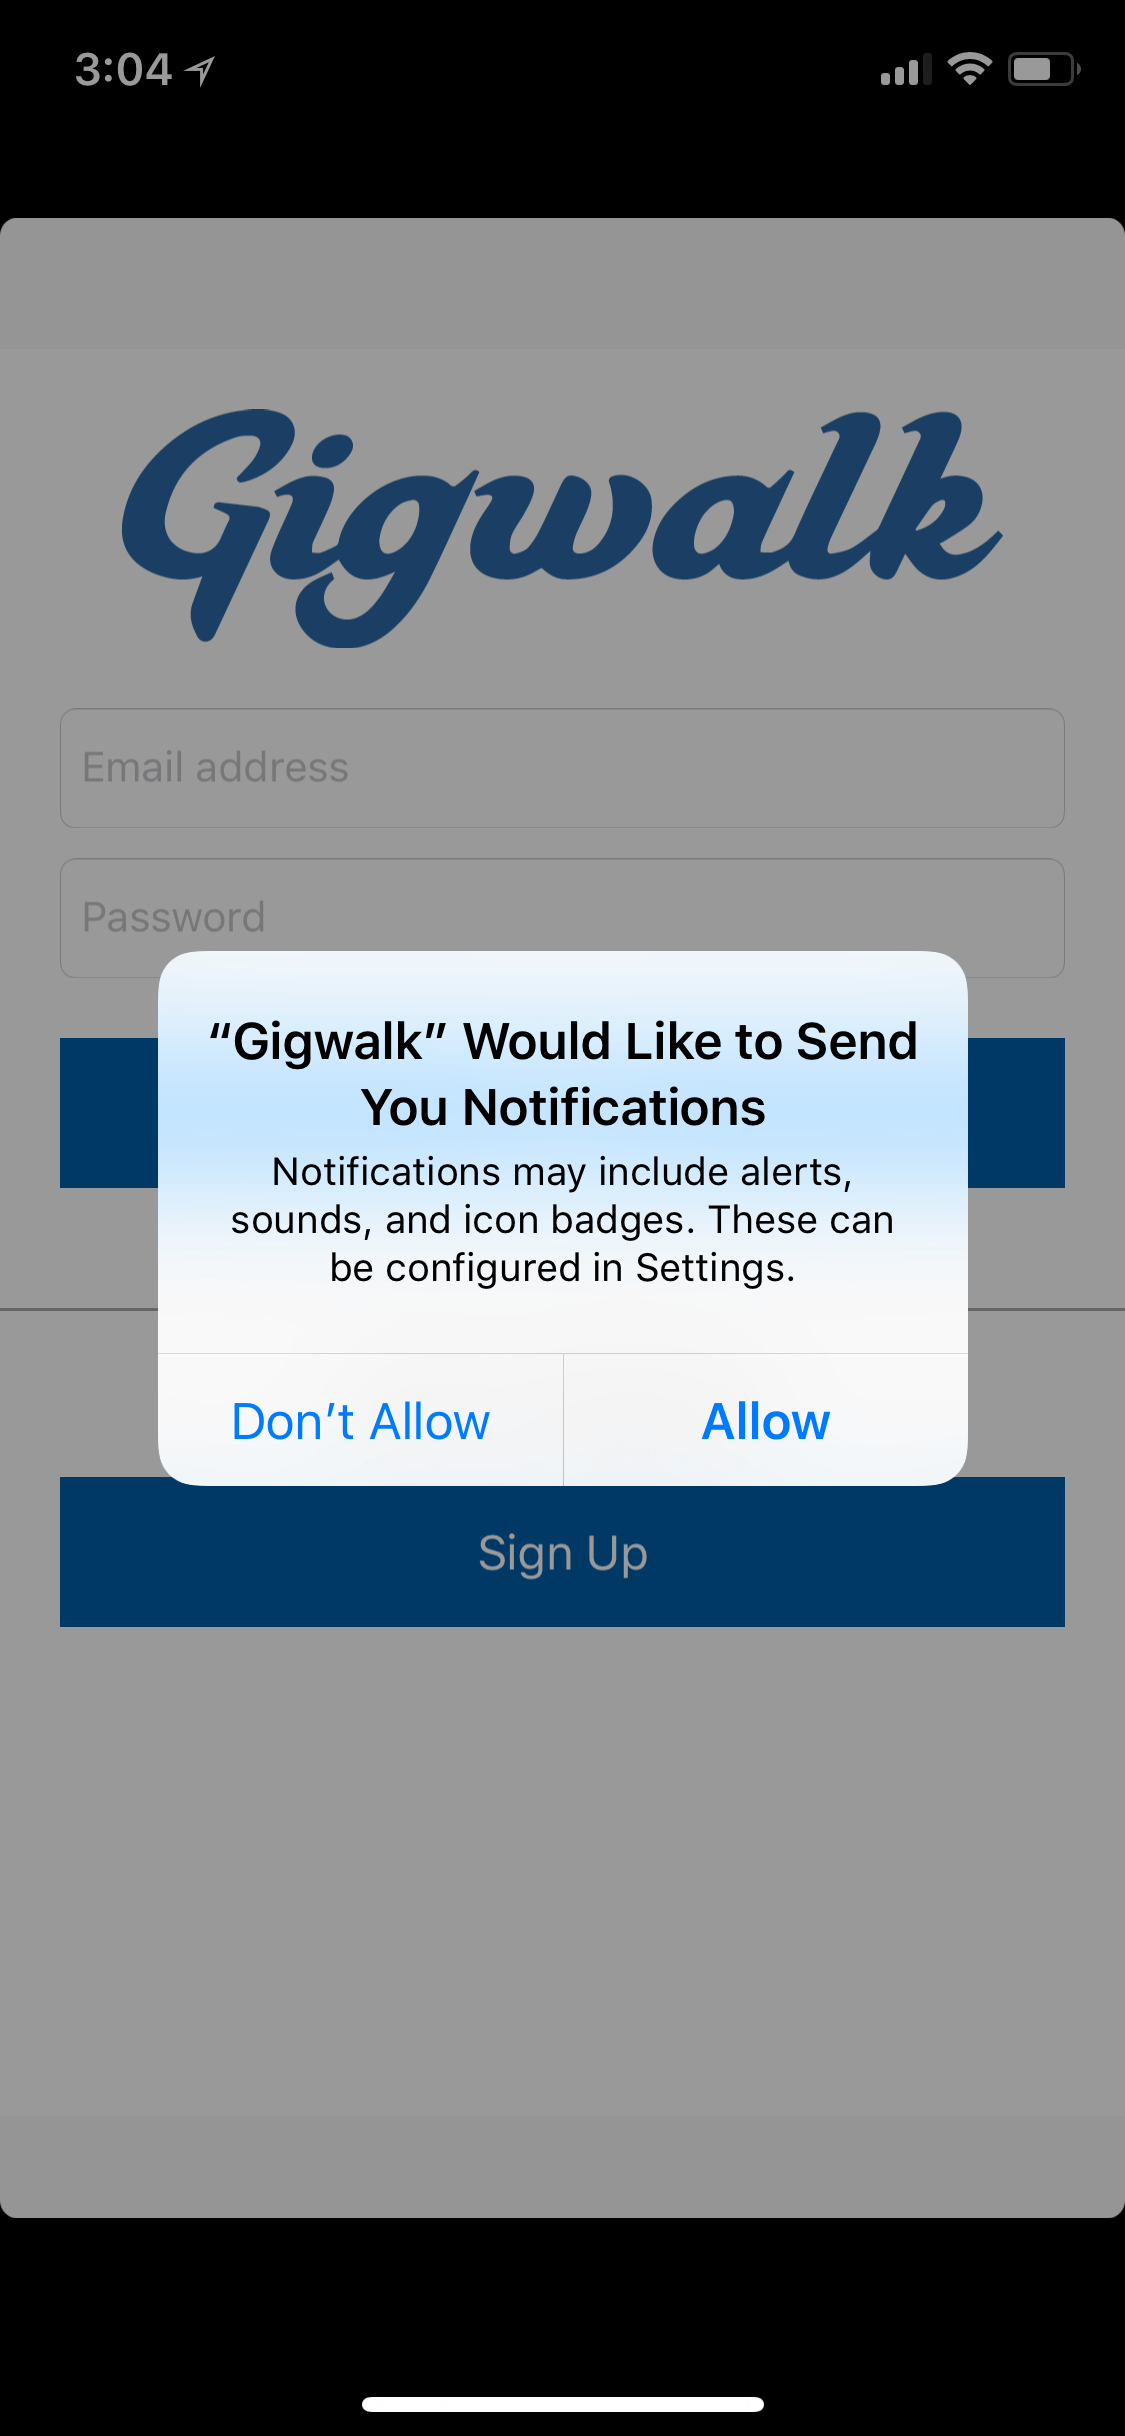 3:04
Gigwalk
Email address
Password
“Gigwalk” Would Like to Send
You Notifications
Notifications may include alerts,
sounds, and icon badges. These can
be configured in Settings.
Don’t Allow
Allow
Sign Up